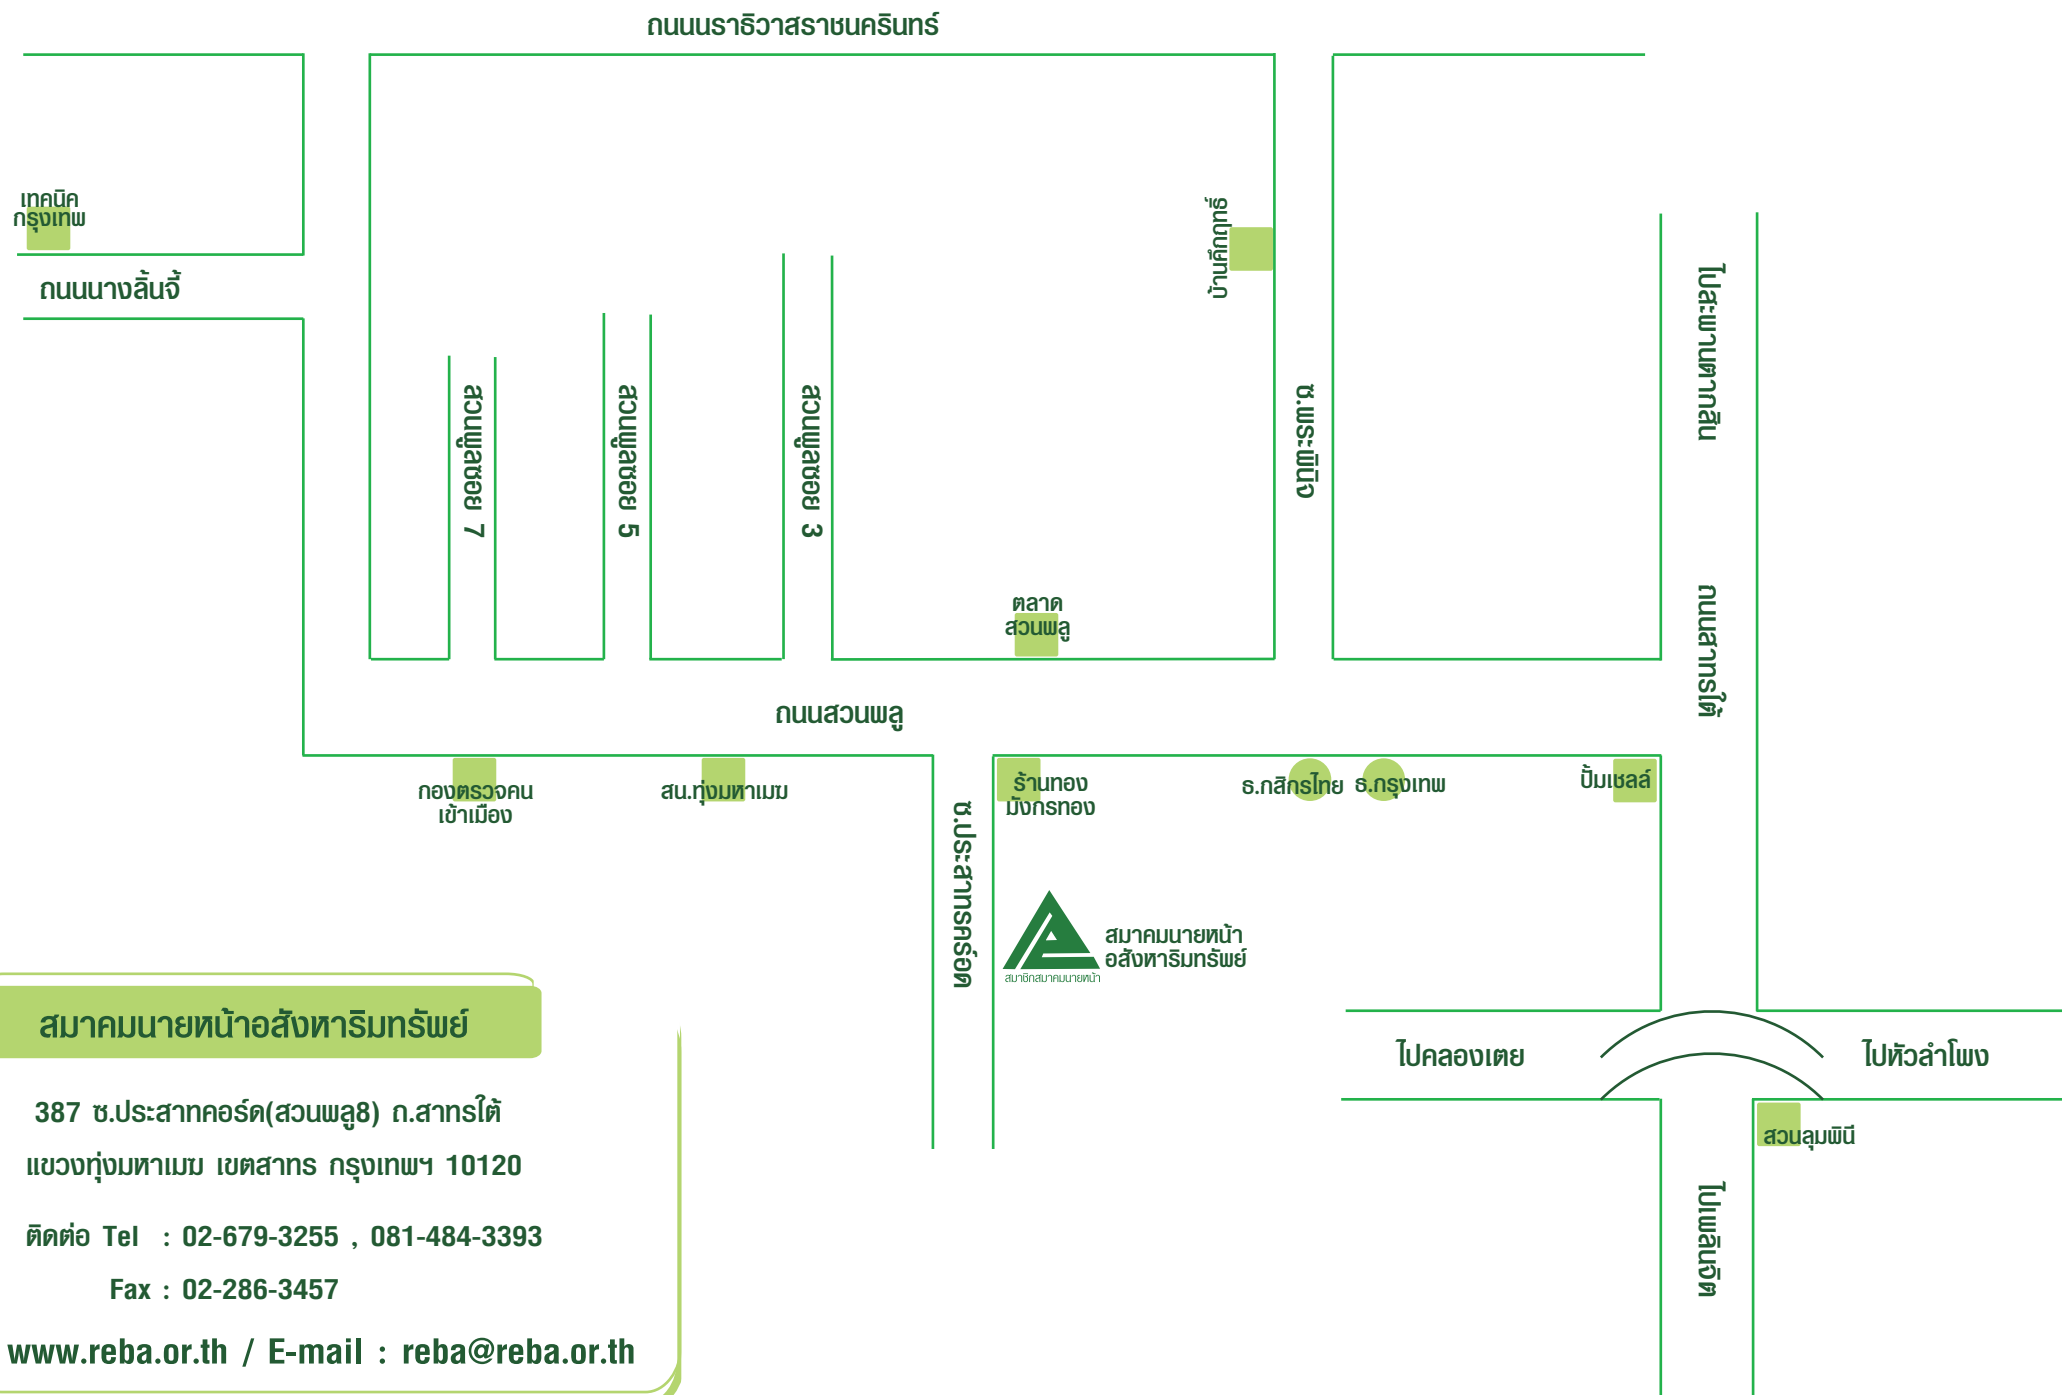 ถนนนราธิวาสราชนครินทร์
เทคนิค
กรุงเทพ
ถนนนางลิ้นจี่
บ้านคึกฤทธิ์
สวนพูลซอย 7
สวนพูลซอย 5
สวนพูลซอย 3
ซ.พระพินิจ
ไปสะพานตากสิน
ถนนสาทรใต้
ตลาด
สวนพลู
ถนนสวนพลู
กองตรวจคน
เข้าเมือง
สน.ทุ่งมหาเมฆ
ร้านทอง
มังกรทอง
ธ.กสิกรไทย
ธ.กรุงเทพ
ปั้มเชลล์
ซ.ประสาทรคร์อด
สมาคมนายหน้า
อสังหาริมทรัพย์
สมาชิกสมาคมนายหน้า
ไปคลองเตย
ไปหัวลำโพง
สวนลุมพินี
ไปเพลินจิต
สมาคมนายหน้าอสังหาริมทรัพย์
387 ซ.ประสาทคอร์ด(สวนพลู8) ถ.สาทรใต้
แขวงทุ่งมหาเมฆ เขตสาทร กรุงเทพฯ 10120
ติดต่อ Tel : 02-679-3255 , 081-484-3393
Fax : 02-286-3457
www.reba.or.th / E-mail : reba@reba.or.th